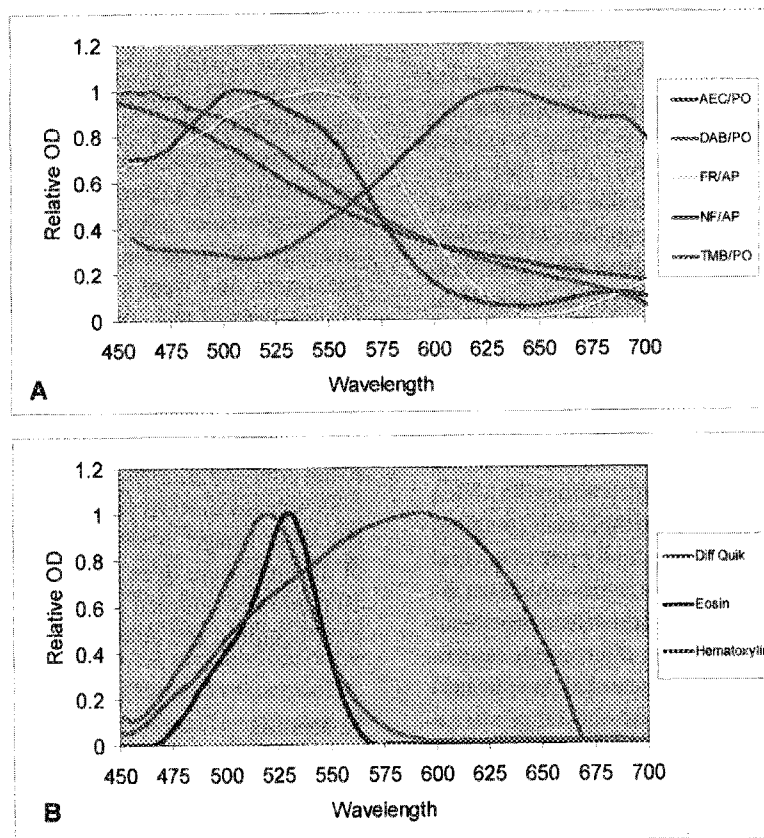 1.2
1
0.8
0.6
0.4
0.2
0
Relative OD
450 475 500 525 550 575 600 625 650 675 700
Wavelength
AEC/PO
DAB/PO
FR/AP
NF/AP
TMB/PO
A
1.2
1
0.8
0.6
0.4
0.2
0
Relative OD
450 475 500 525 550 575 600 625 650 675 700
Wavelength
Diff Quik
Eosin
Hematoxylin
B